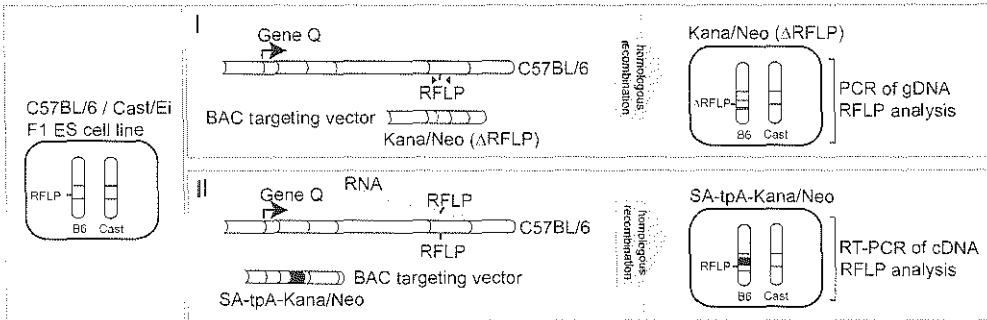 C57BL/6 / Cast/Ei
F1 ES cell line
RFLP
B6 Cast
I
Gene Q
C57BL/6
RFLP
BAC targeting vector
Kana/Neo (ΔRFLP)
homologous
recombination
Kana/Neo (ΔRFLP)
ΔRFLP
B6 Cast
PCR of gDNA
RFLP analysis
II
RNA
Gene Q
RFLP
C57BL/6
RFLP
BAC targeting vector
SA-tpA-Kana/Neo
homologous
recombination
SA-tpA-Kana/Neo
RFLP
B6 Cast
RT-PCR of cDNA
RFLP analysis